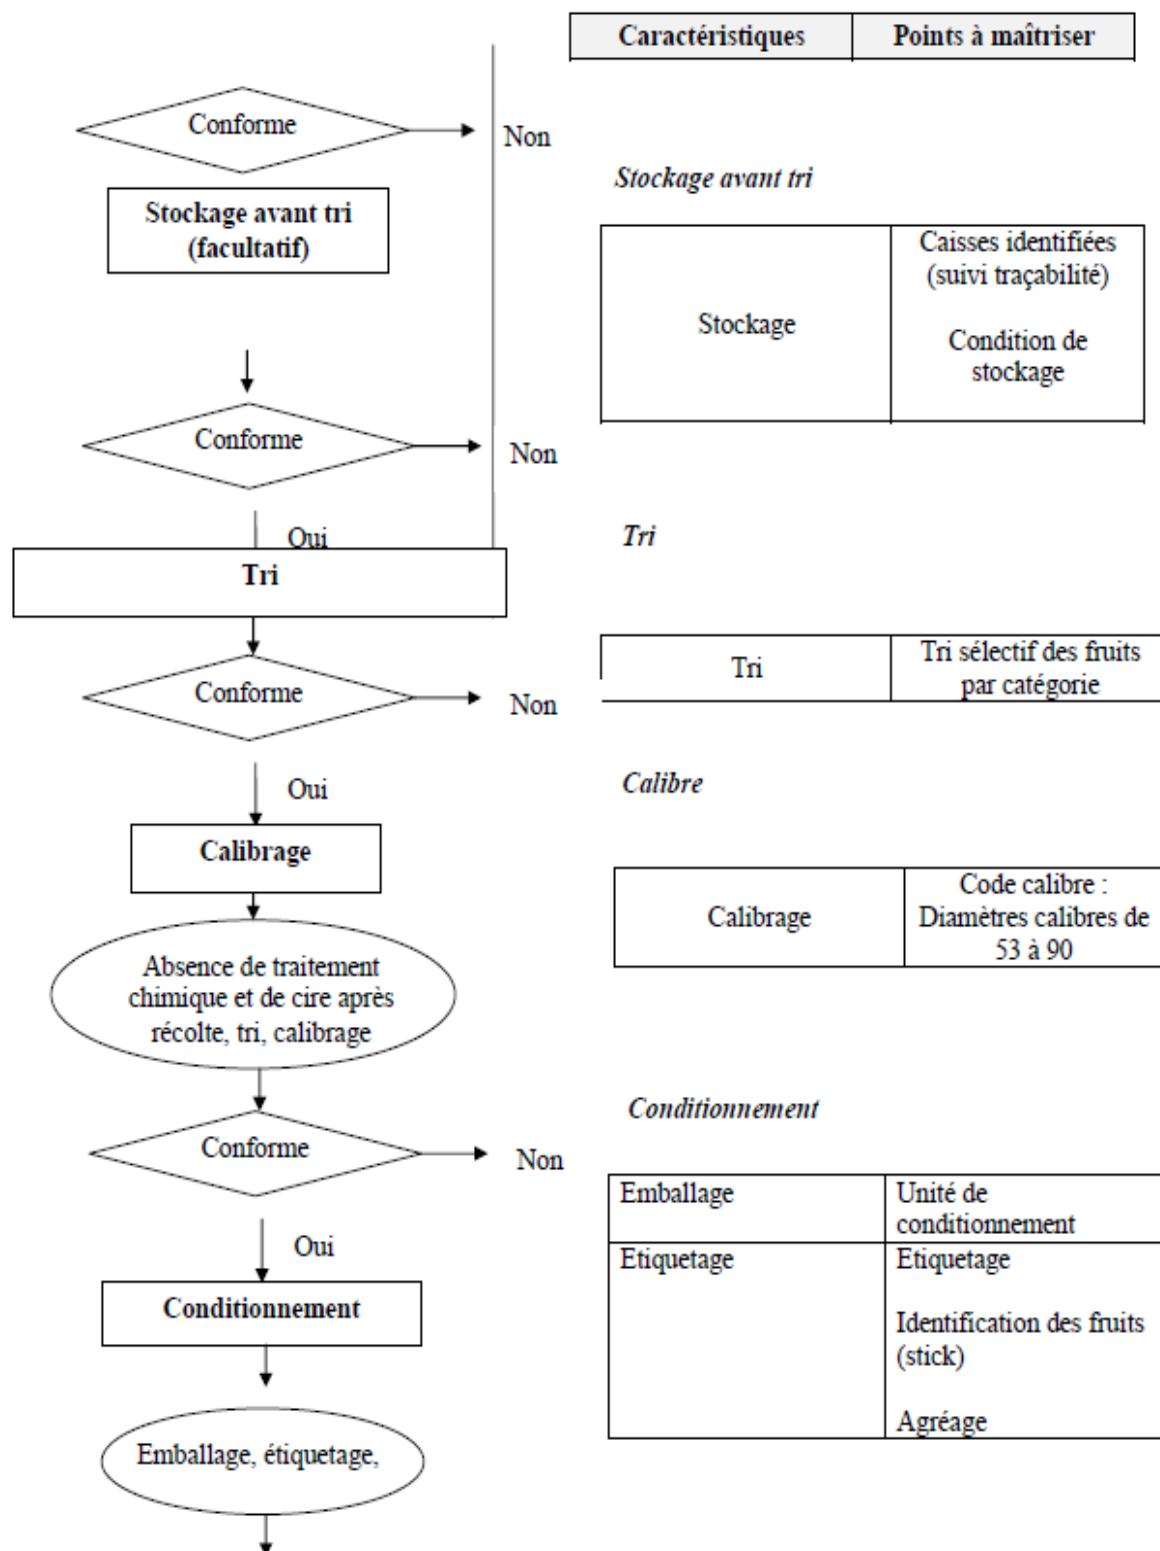 Caractéristiques Points à maîtriser
Conforme
Non
Stockage avant tri
Stockage avant tri
(facultatif)
Caisses identifiées
(suivi traçabilité)
Stockage
Condition de
stockage
Conforme
Non
Oui
Tri
Tri
Tri
Tri sélectif des fruits
par catégorie
Conforme
Non
Oui
Calibre
Calibrage
Calibrage
Code calibre :
Diamètres calibres de
53 à 90
Absence de traitement
chimique et de cire après
récolte, tri, calibrage
Conditionnement
Conforme
Non
Emballage
Unité de
conditionnement
Oui
Etiquetage
Etiquetage
Conditionnement
Identification des fruits
(stick)
Agréage
Emballage, étiquetage,